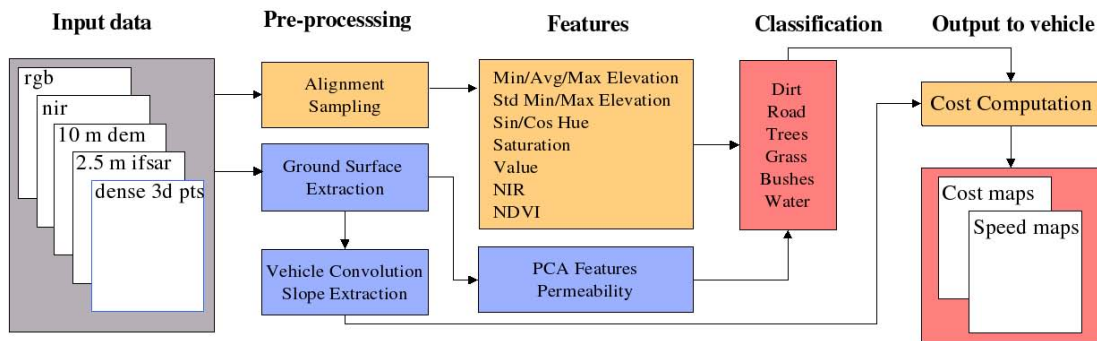 Input data
Pre-processsing
Features
Classification
Output to vehicle
rgb
nir
10 m dem
2.5 m ifsar
dense 3d pts
Alignment
Sampling
Ground Surface
Extraction
Vehicle Convolution
Slope Extraction
Min/Avg/Max Elevation
Std Min/Max Elevation
Sin/Cos Hue
Saturation
Value
NIR
NDVI
PCA Features
Permeability
Dirt
Road
Trees
Grass
Bushes
Water
Cost Computation
Cost maps
Speed maps